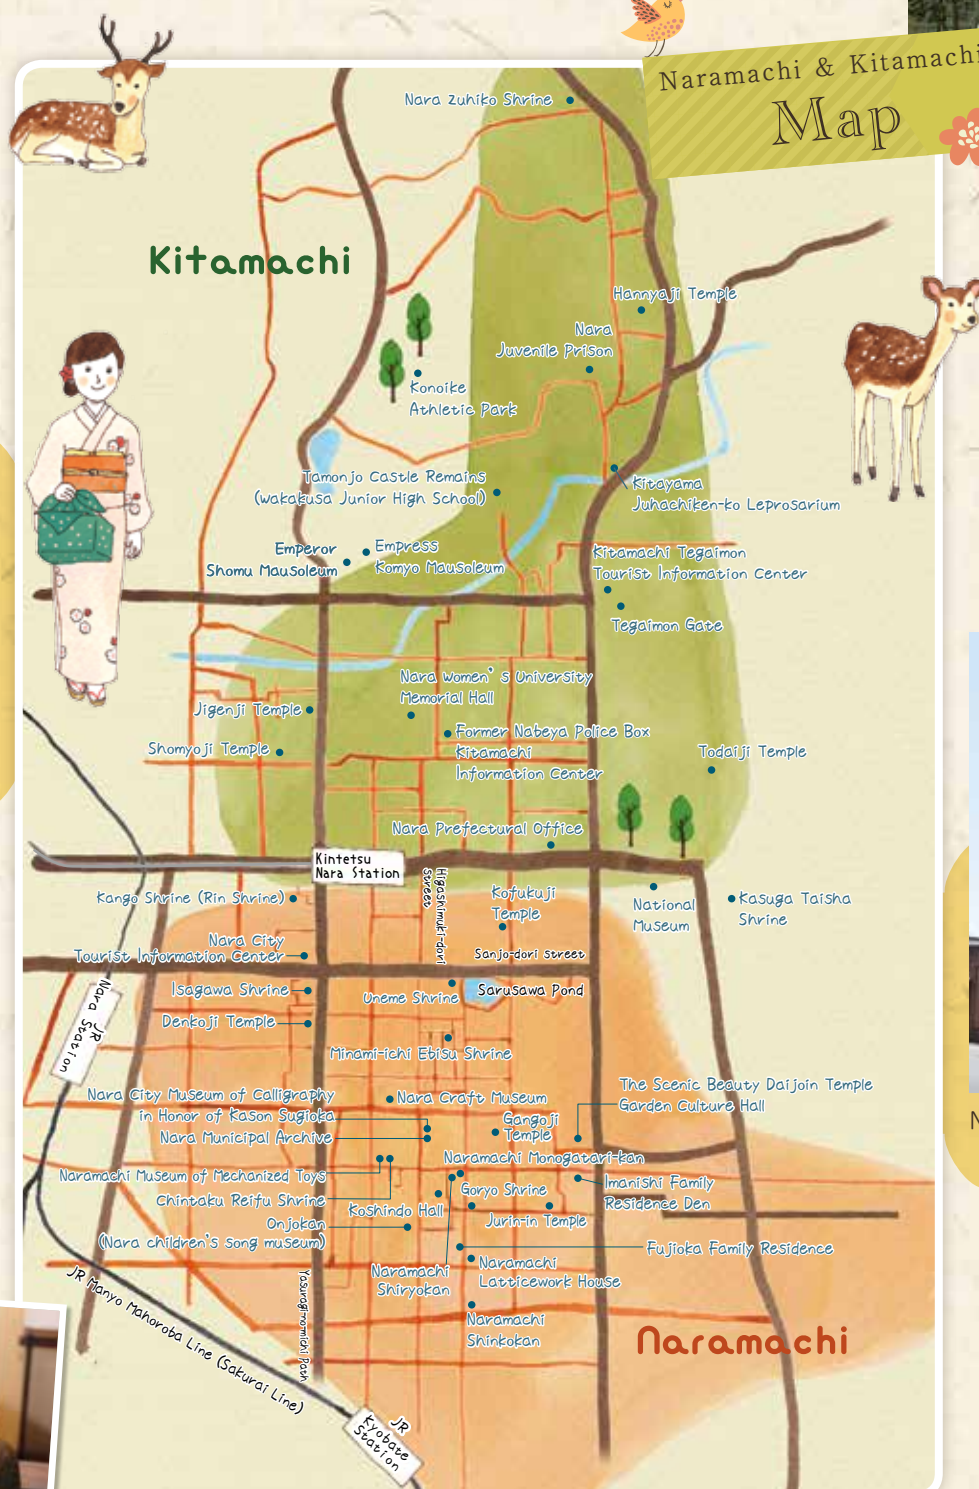 Naramachi & Kitamachi
Map
Nara Zuhiko Shrine
Kitamachi
Hannyaji Temple
Nara
Juvenile Prison
Konoike
Athletic Park
Tamonjo Castle Remains
(Wakakusa Junior High School)
Kitayama
Juhachiken-ko Leprosarium
Emperor
Shomu Mausoleum
Empress
Komyo Mausoleum
Kitamachi Tegaimon
Tourist Information Center
Tegaimon Gate
Nara Women's University
Memorial Hall
Jigenji Temple
Former Nabeya Police Box
Kitamachi
Information Center
Shomyoji Temple
Todaiji Temple
Nara Prefectural Office
Kintetsu
Nara Station
Higashimuki-dori
Street
Kango Shrine (Rin Shrine)
Kofukuji
Temple
National
Museum
Kasuga Taisha
Shrine
Nara City
Tourist Information Center
Sanjo-dori street
Isagawa Shrine
Uneme Shrine
Sarusawa Pond
JR
Nara Station
Denkoji Temple
Minami-ichi Ebisu Shrine
Nara City Museum of Calligraphy
in Honor of Kason Sugioka
Nara Craft Museum
The Scenic Beauty Daijoin Temple
Garden Culture Hall
Nara Municipal Archive
Gangoji
Temple
Naramachi Monogatari-kan
Naramachi Museum of Mechanized Toys
Chintaku Reifu Shrine
Goryo Shrine
Imanishi Family
Residence Den
Koshindo Hall
Jurin-in Temple
Onjokan
(Nara children's song museum)
Fujioka Family Residence
Naramachi
Shiryokan
Naramachi
Latticework House
Naramachi
Shinkokan
Yasuragi-no-michi Path
JR Manyo Mahoroba Line (Sakurai Line)
Naramachi
JR
Kyobate
Station
N